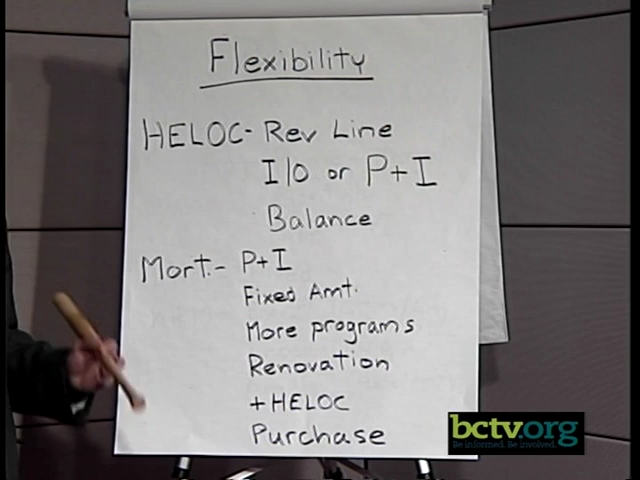 Flexibility
HELOC- Rev Line
I/O or P+I
Balance
Mort.- P+I
Fixed Amt.
More programs
Renovation
+HELOC
Purchase
bctv.org
Be informed. Be involved.